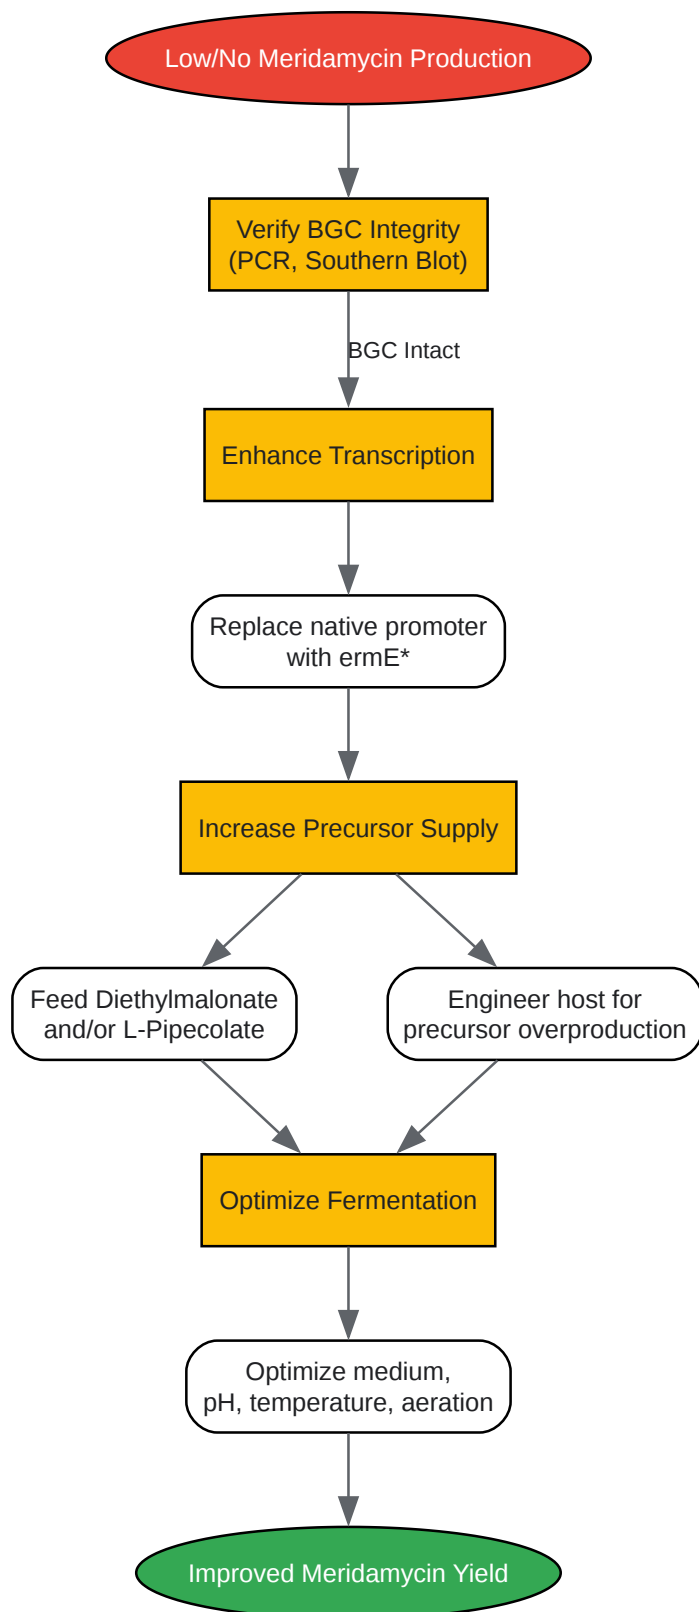 Low/No Meridamycin Production
Verify BGC Integrity
(PCR, Southern Blot)
BGC Intact
Enhance Transcription
Replace native promoter
with ermE*
Increase Precursor Supply
Feed Diethylmalonate
and/or L-Pipecolate
Engineer host for
precursor overproduction
Optimize Fermentation
Optimize medium,
pH, temperature, aeration
Improved Meridamycin Yield